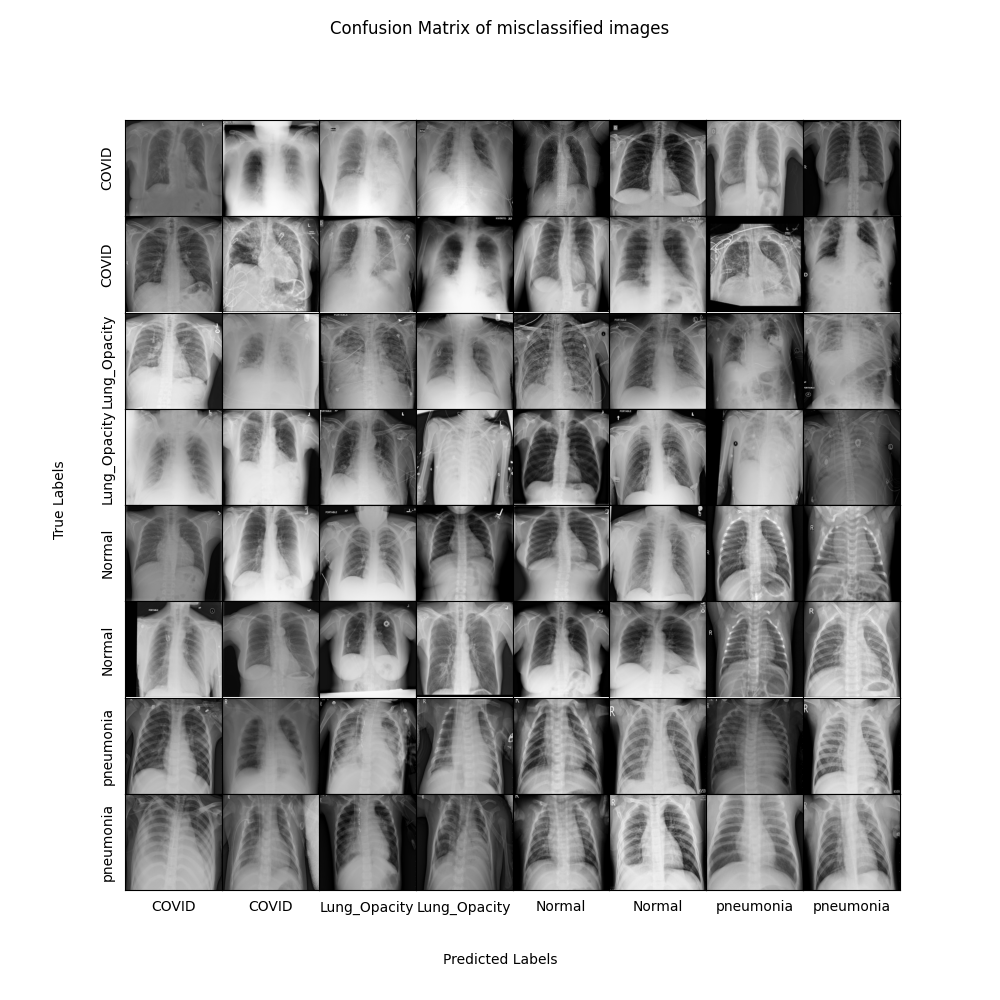 Confusion Matrix of misclassified images
COVID
COVID
Lung_Opacity
Lung_Opacity
Normal
Normal
pneumonia
pneumonia
True Labels
COVID COVID Lung_Opacity Lung_Opacity Normal Normal pneumonia pneumonia
Predicted Labels